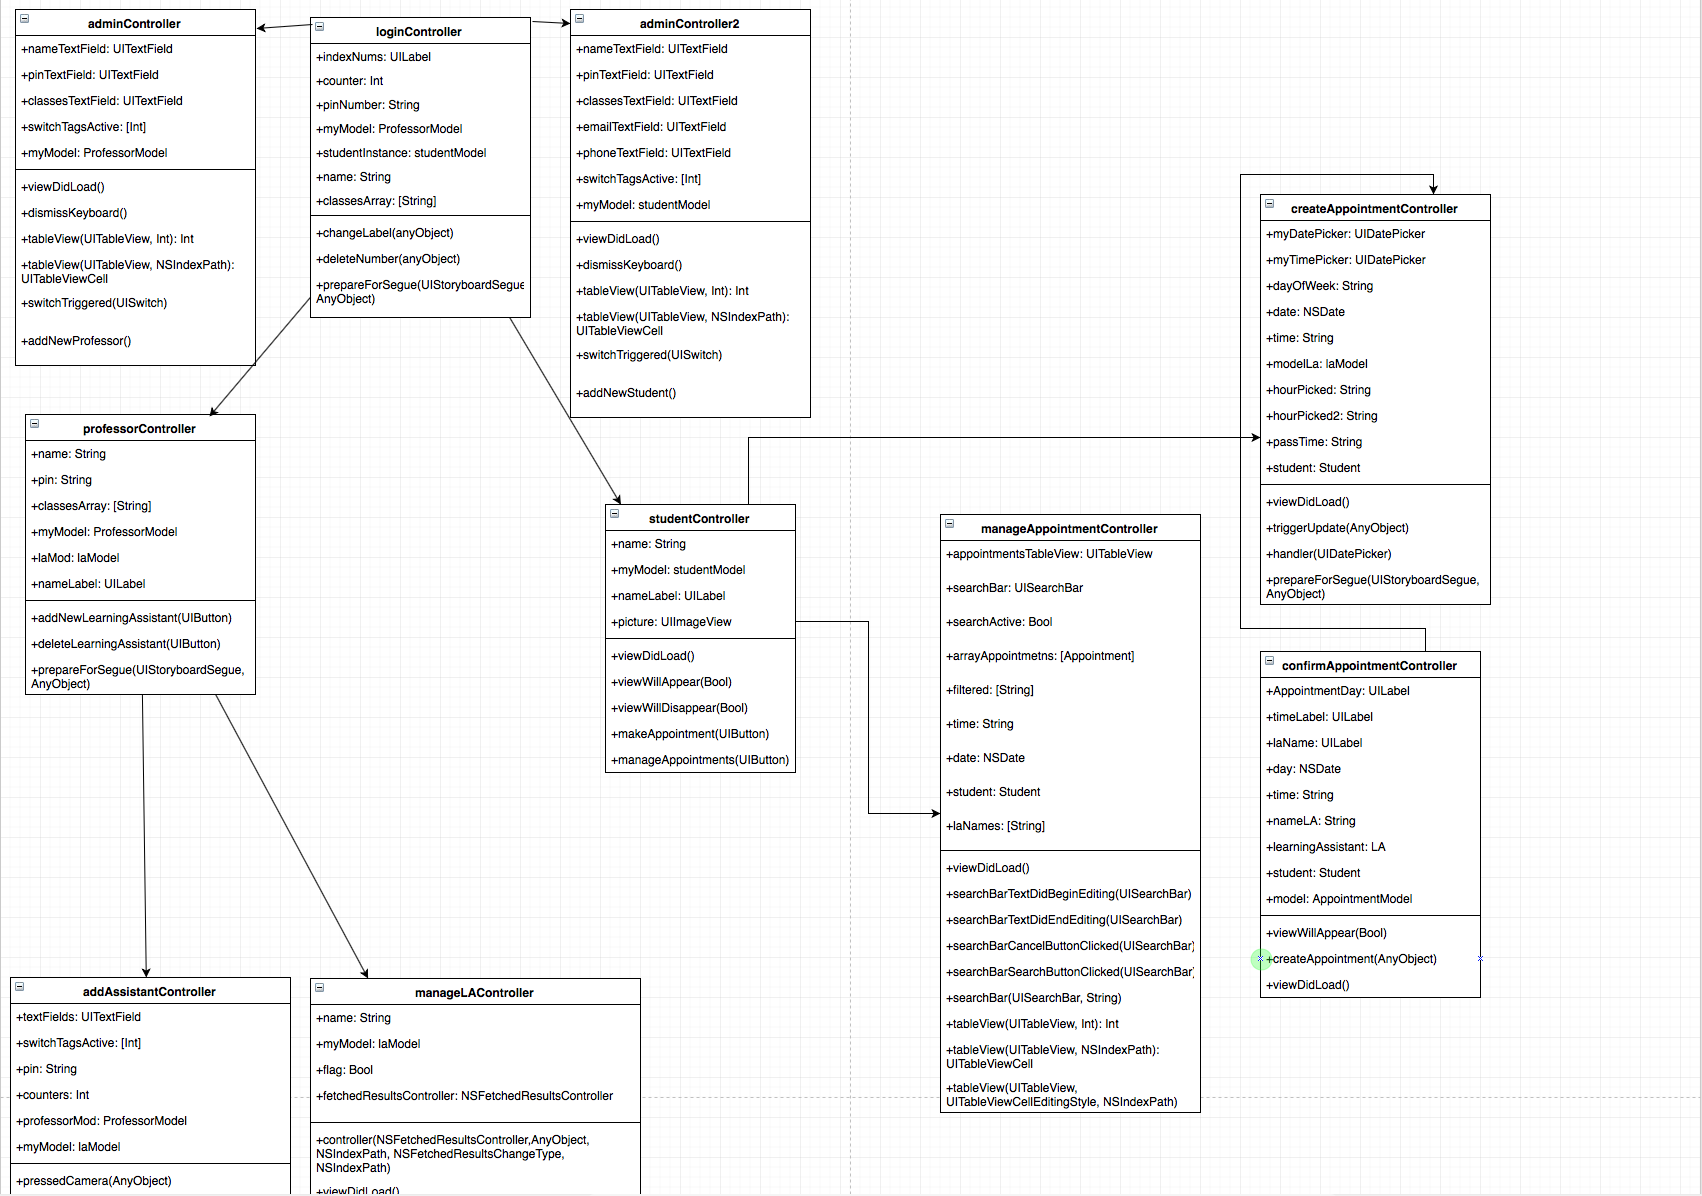 adminController
+nameTextField: UITextField
+pinTextField: UITextField
+classesTextField: UITextField
+switchTagsActive: [Int]
+myModel: ProfessorModel
+viewDidLoad()
+dismissKeyboard()
+tableView(UITableView, Int): Int
+tableView(UITableView, NSIndexPath):
UITableViewCell
+switchTriggered(UISwitch)
+addNewProfessor()
loginController
+indexNums: UILabel
+counter: Int
+pinNumber: String
+myModel: ProfessorModel
+studentInstance: studentModel
+name: String
+classesArray: [String]
+changeLabel(anyObject)
+deleteNumber(anyObject)
+prepareForSegue(UIStoryboardSegue
AnyObject)
adminController2
+nameTextField: UITextField
+pinTextField: UITextField
+classesTextField: UITextField
+emailTextField: UITextField
+phoneTextField: UITextField
+switchTagsActive: [Int]
+myModel: studentModel
+viewDidLoad()
+dismissKeyboard()
+tableView(UITableView, Int): Int
+tableView(UITableView, NSIndexPath):
UITableViewCell
+switchTriggered(UISwitch)
+addNewStudent()
createAppointmentController
+myDatePicker: UIDatePicker
+myTimePicker: UIDatePicker
+dayOfWeek: String
+date: NSDate
+time: String
+modelLa: laModel
+hourPicked: String
+hourPicked2: String
+passTime: String
+student: Student
+viewDidLoad()
+triggerUpdate(AnyObject)
+handler(UIDatePicker)
+prepareForSegue(UIStoryboardSegue,
AnyObject)
professorController
+name: String
+pin: String
+classesArray: [String]
+myModel: ProfessorModel
+laMod: laModel
+nameLabel: UILabel
+addNewLearningAssistant(UIButton)
+deleteLearningAssistant(UIButton)
+prepareForSegue(UIStoryboardSegue,
AnyObject)
studentController
+name: String
+myModel: studentModel
+nameLabel: UILabel
+picture: UIImageView
+viewDidLoad()
+viewWillAppear(Bool)
+viewWillDisappear(Bool)
+makeAppointment(UIButton)
+manageAppointments(UIButton)
manageAppointmentController
+appointmentsTableView: UITableView
+searchBar: UISearchBar
+searchActive: Bool
+arrayAppointmetns: [Appointment]
+filtered: [String]
+time: String
+date: NSDate
+student: Student
+laNames: [String]
+viewDidLoad()
+searchBarTextDidBeginEditing(UISearchBar)
+searchBarTextDidEndEditing(UISearchBar)
+searchBarCancelButtonClicked(UISearchBar)
+searchBarSearchButtonClicked(UISearchBar)
+searchBar(UISearchBar, String)
+tableView(UITableView, Int): Int
+tableView(UITableView, NSIndexPath):
UITableViewCell
+tableView(UITableView,
UITableViewCellEditingStyle, NSIndexPath)
confirmAppointmentController
+AppointmentDay: UILabel
+timeLabel: UILabel
+laName: UILabel
+day: NSDate
+time: String
+nameLA: String
+learningAssistant: LA
+student: Student
+model: AppointmentModel
+viewWillAppear(Bool)
+createAppointment(AnyObject)
+viewDidLoad()
addAssistantController
+textFields: UITextField
+switchTagsActive: [Int]
+pin: String
+counters: Int
+professorMod: ProfessorModel
+myModel: laModel
+pressedCamera(AnyObject)
manageLAController
+name: String
+myModel: laModel
+flag: Bool
+fetchedResultsController: NSFetchedResultsController
+controller(NSFetchedResultsController,AnyObject,
NSIndexPath, NSFetchedResultsChangeType,
NSIndexPath)
+viewDidLoad()